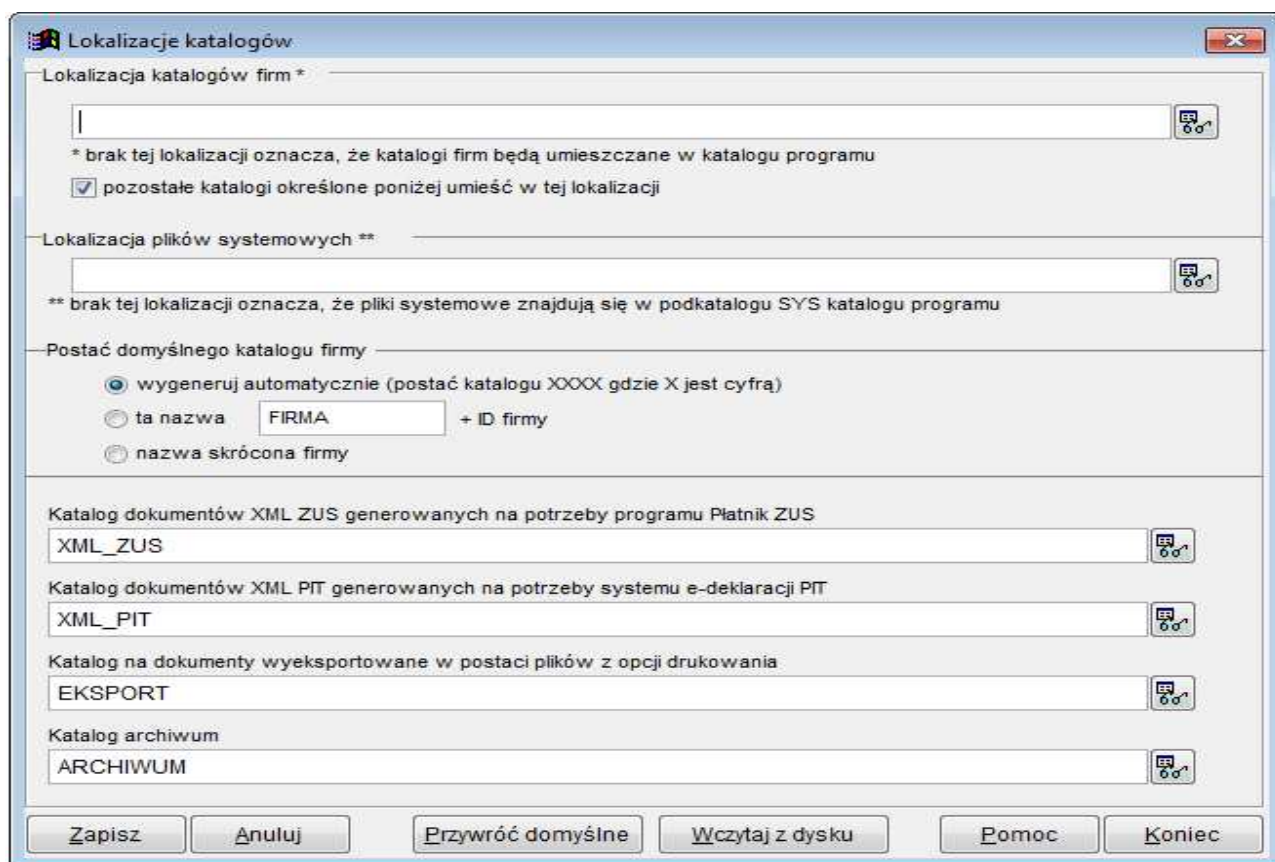 Lokalizacje katalogów
Lokalizacja katalogów firm *
* brak tej lokalizacji oznacza, że katalogi firm będą umieszczane w katalogu programu
pozostałe katalogi określone poniżej umieść w tej lokalizacji
Lokalizacja plików systemowych **
** brak tej lokalizacji oznacza, że pliki systemowe znajdują się w podkatalogu SYS katalogu programu
Postać domyślnego katalogu firmy
wygeneruj automatycznie (postać katalogu XXXX gdzie X jest cyfrą)
ta nazwa FIRMA + ID firmy
nazwa skrócona firmy
Katalog dokumentów XML ZUS generowanych na potrzeby programu Płatnik ZUS
XML_ZUS
Katalog dokumentów XML PIT generowanych na potrzeby systemu e-deklaracji PIT
XML_PIT
Katalog na dokumenty wyeksportowane w postaci plików z opcji drukowania
EKSPORT
Katalog archiwum
ARCHIWUM
Zapisz Anuluj Przywróć domyślne Wczytaj z dysku Pomoc Koniec